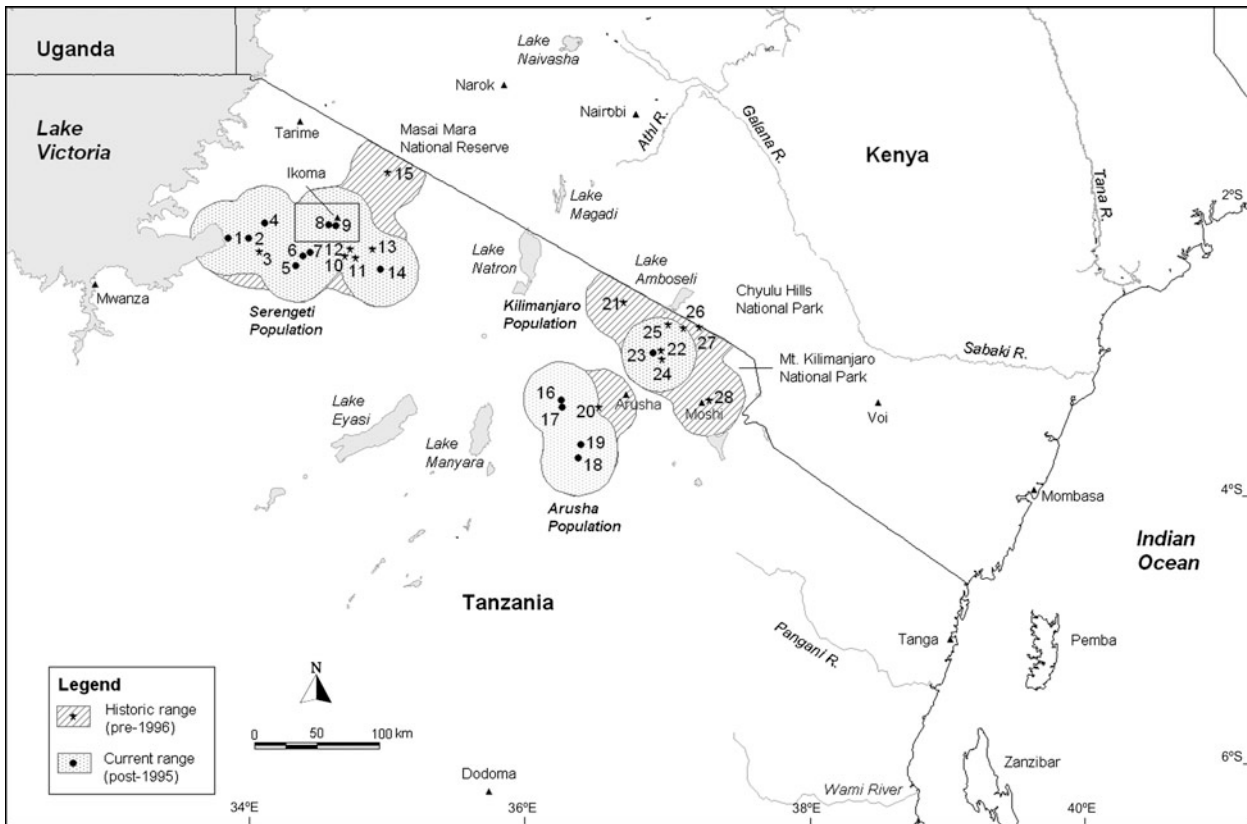 Uganda
Lake
Naivasha
Narok
Nairobi
Lake
Victoria
Tarime
Masai Mara
National Reserve
Athi R.
Galana R.
Kenya
Tana R.
Ikoma
15
Lake
Magadi
2°S
4
8
9
1
2
3
6
7
12
13
5
10
11
14
Lake
Natron
Lake
Amboseli
Mwanza
Serengeti
Population
Kilimanjaro
Population
21
Chyulu Hills
National Park
26
25
27
23
22
24
Sabaki R.
Mt. Kilimanjaro
National Park
16
17
20
Arusha
Moshi
28
Voi
Lake
Eyasi
Lake
Manyara
19
18
4°S
Mombasa
Arusha
Population
Indian
Ocean
Tanzania
Pangani R.
Tanga
Pemba
Legend
Historic range
(pre-1996)
Current range
(post-1995)
N
0 50 100 km
Dodoma
Wami River
Zanzibar
6°S
34°E
36°E
38°E
40°E